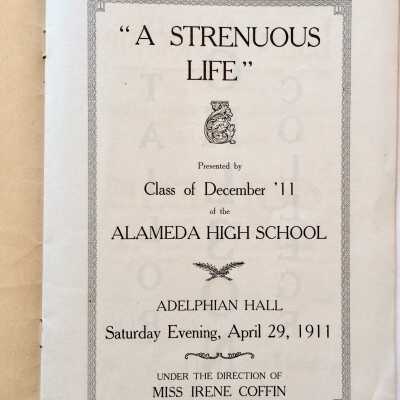 "A STRENUOUS
LIFE"
Presented by
Class of December '11
of the
ALAMEDA HIGH SCHOOL
ADELPHIAN HALL
Saturday Evening, April 29, 1911
UNDER THE DIRECTION OF
MISS IRENE COFFIN